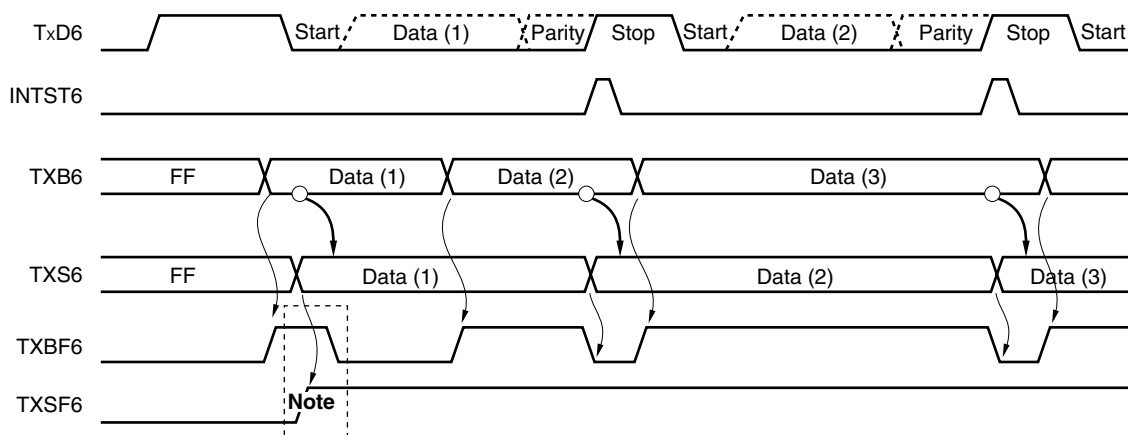 TxD6 Start Data (1) Parity Stop Start Data (2) Parity Stop Start
INTST6
TXB6 FF Data (1) Data (2) Data (3)
TXS6 FF Data (1) Data (2) Data (3)
TXBF6
TXSF6 Note